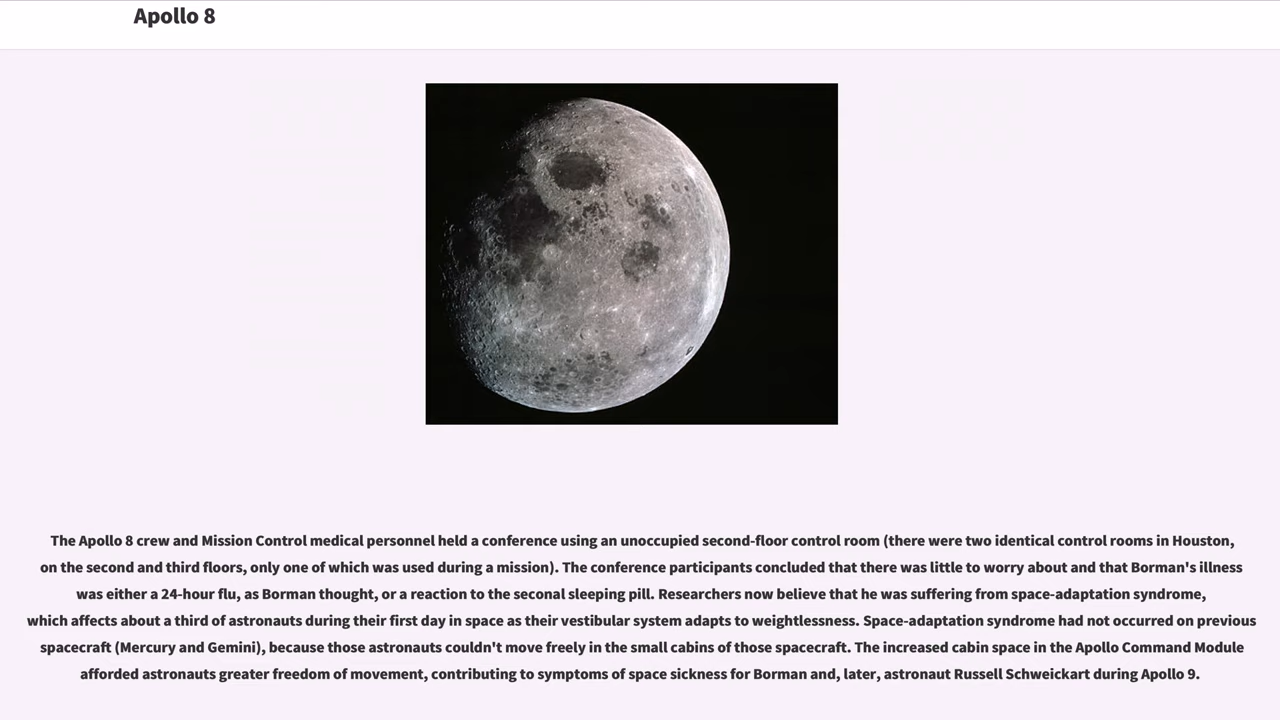 Apollo 8
The Apollo 8 crew and Mission Control medical personnel held a conference using an unoccupied second-floor control room (there were two identical control rooms in Houston,
on the second and third floors, only one of which was used during a mission). The conference participants concluded that there was little to worry about and that Borman's illness
was either a 24-hour flu, as Borman thought, or a reaction to the seconal sleeping pill. Researchers now believe that he was suffering from space-adaptation syndrome,
which affects about a third of astronauts during their first day in space as their vestibular system adapts to weightlessness. Space-adaptation syndrome had not occurred on previous
spacecraft (Mercury and Gemini), because those astronauts couldn't move freely in the small cabins of those spacecraft. The increased cabin space in the Apollo Command Module
afforded astronauts greater freedom of movement, contributing to symptoms of space sickness for Borman and, later, astronaut Russell Schweickart during Apollo 9.